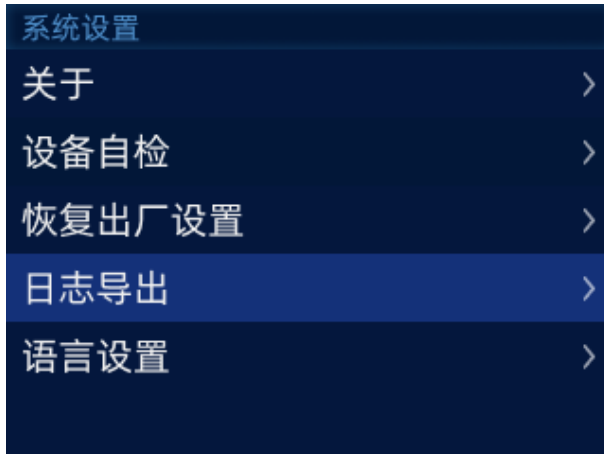 系统设置
关于
设备自检
恢复出厂设置
日志导出
语言设置